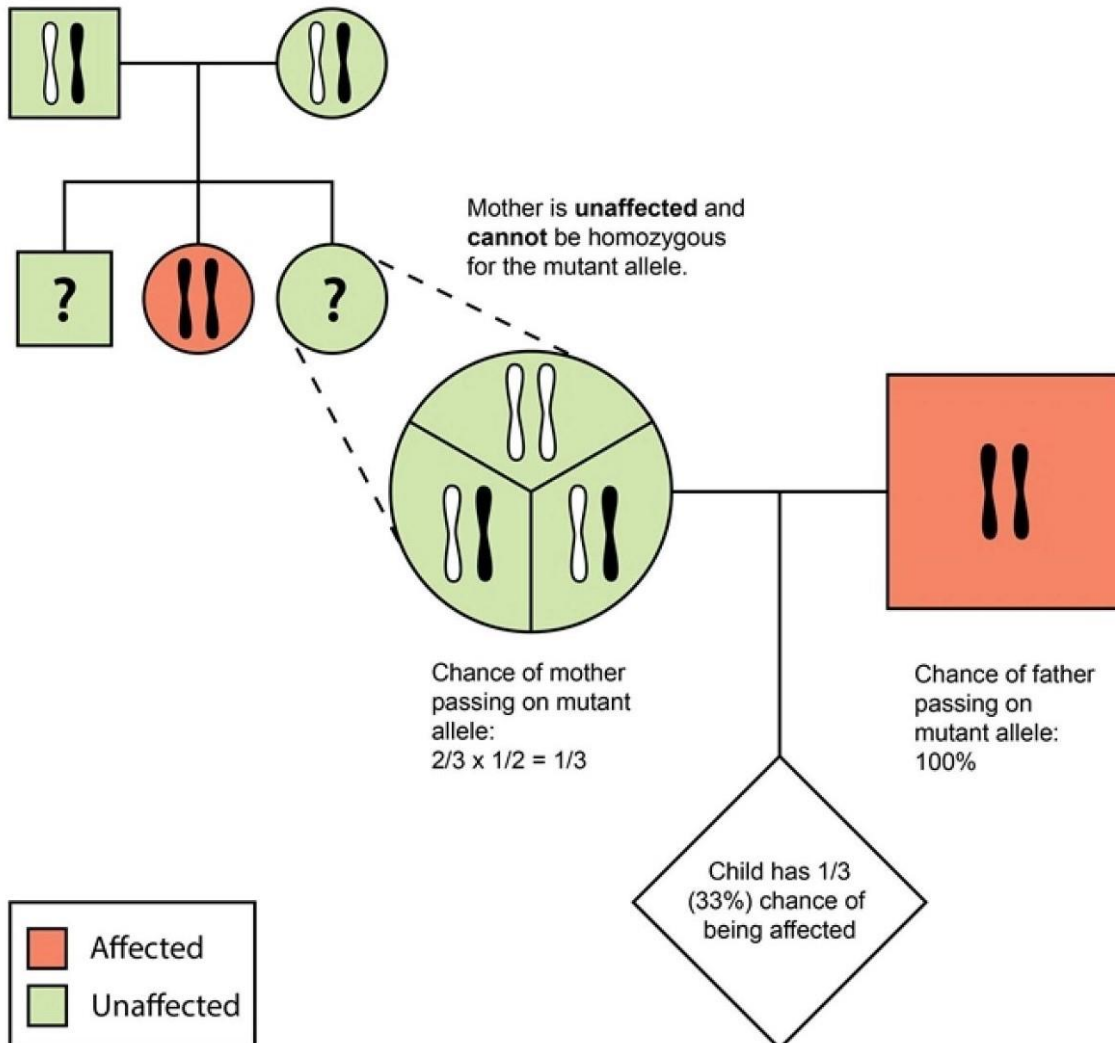 Mother is unaffected and
cannot be homozygous
for the mutant allele.
?
?
Chance of mother
passing on mutant
allele:
2/3 x 1/2 = 1/3
Chance of father
passing on
mutant allele:
100%
Child has 1/3
(33%) chance of
being affected
Affected
Unaffected